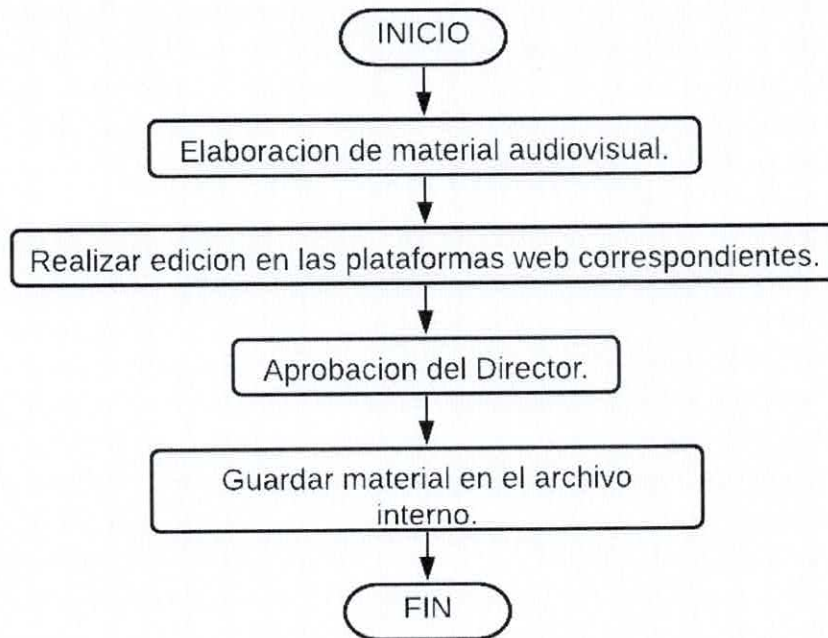 INICIO
Elaboracion de material audiovisual.
Realizar edicion en las plataformas web correspondientes.
Aprobacion del Director.
Guardar material en el archivo
interno.
FIN